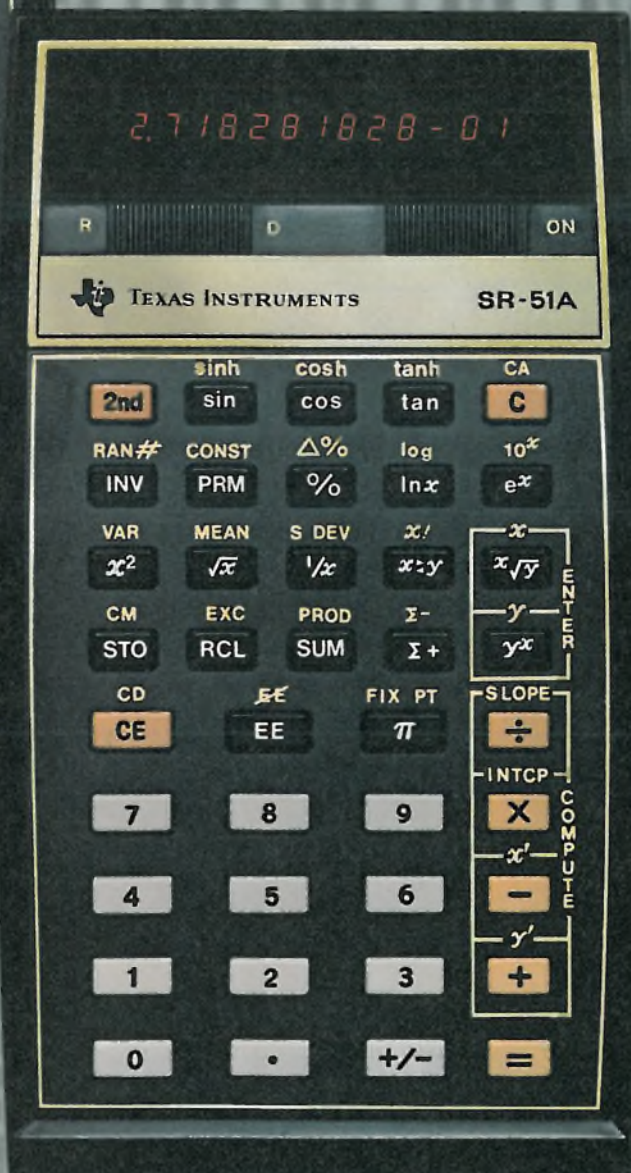 2.718281828-01
R D ON
TEXAS INSTRUMENTS SR-51A
sinh cosh tanh CA
2nd sin cos tan C
RAN# CONST Δ% log 10ˣ
INV PRM % lnx eˣ
VAR MEAN S DEV x! x
x² √x 1/x x:y ˣ√y
CM EXC PROD Σ- y
STO RCL SUM Σ+ yˣ
ENTER
CD EE FIX PT SLOPE
CE EE π ÷
INTCP
7 8 9 X
x'
4 5 6 −
y'
1 2 3 +
COMPUTE
0 . +/- =